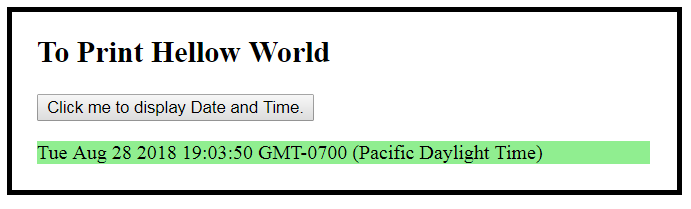 To Print Hellow World
Click me to display Date and Time.
Tue Aug 28 2018 19:03:50 GMT-0700 (Pacific Daylight Time)